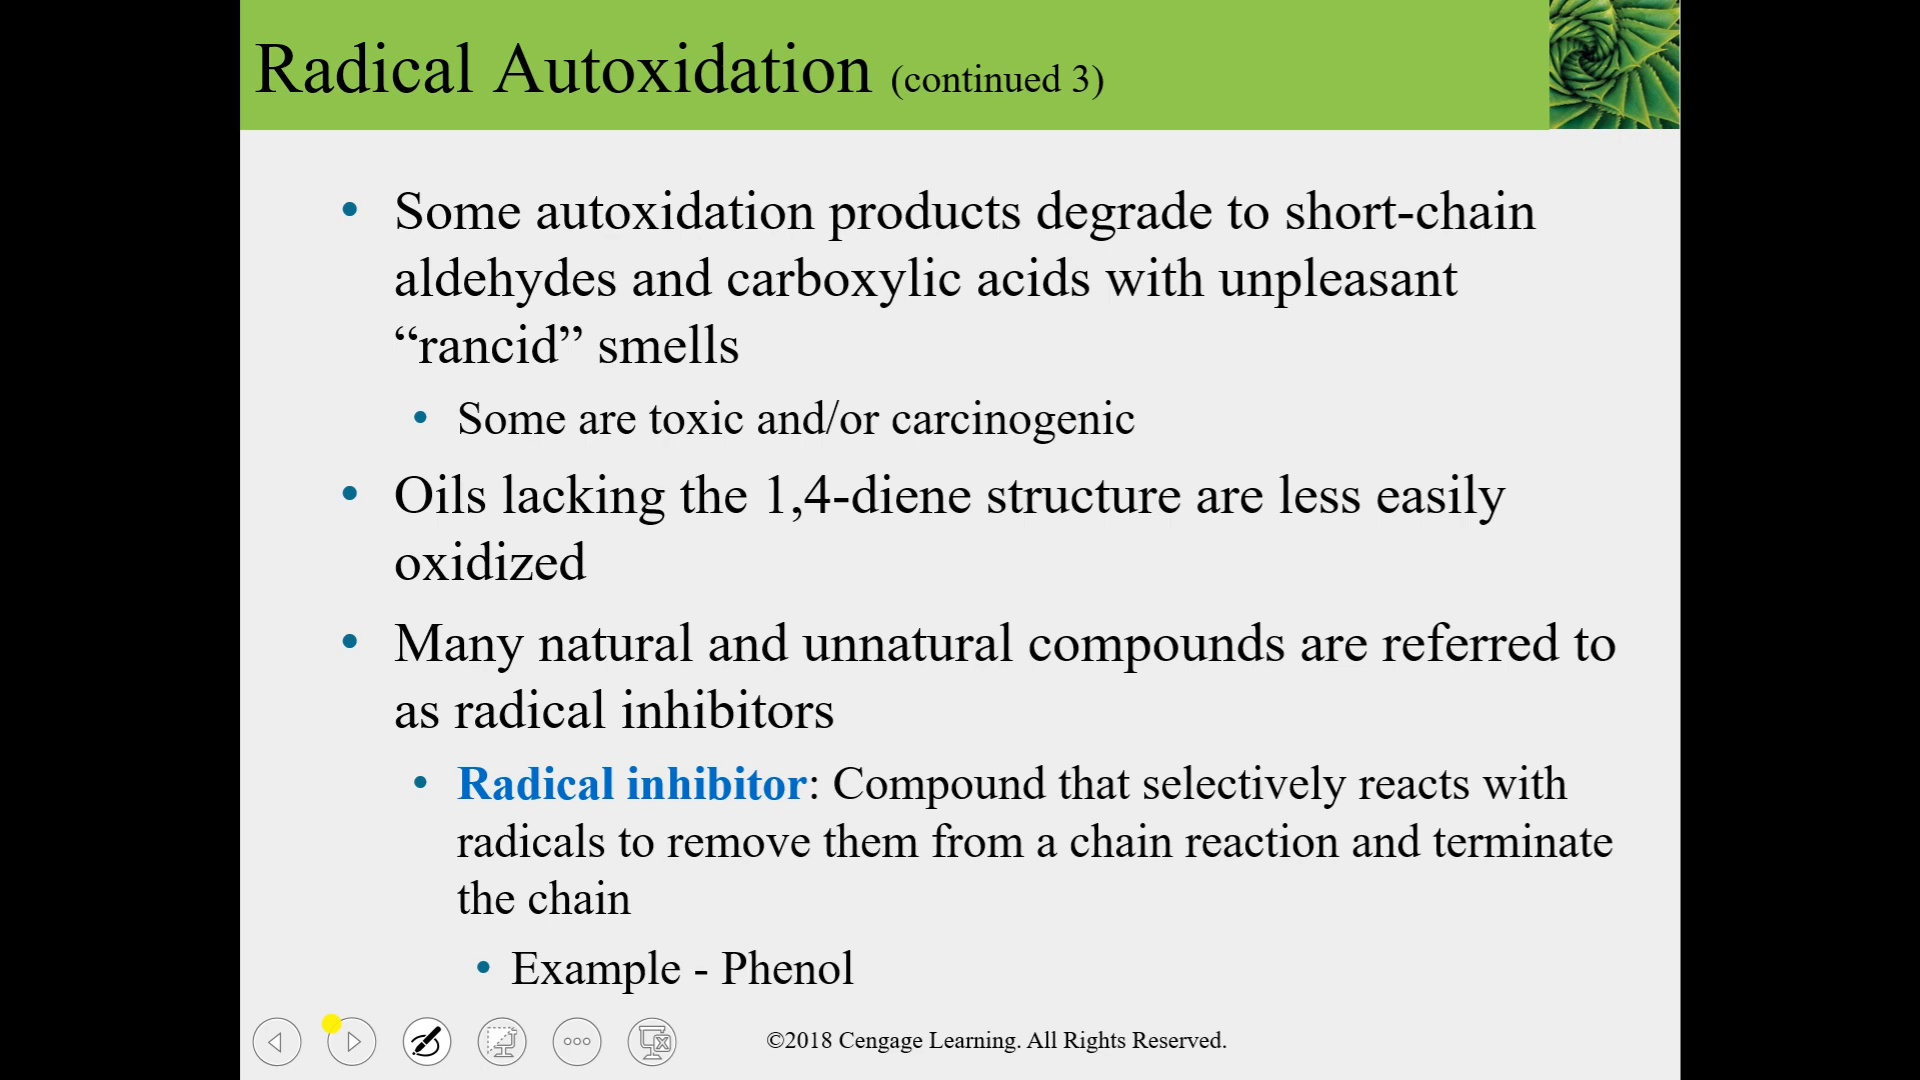 Radical Autoxidation (continued 3)
• Some autoxidation products degrade to short-chain
aldehydes and carboxylic acids with unpleasant
“rancid” smells
• Some are toxic and/or carcinogenic
• Oils lacking the 1,4-diene structure are less easily
oxidized
• Many natural and unnatural compounds are referred to
as radical inhibitors
• Radical inhibitor: Compound that selectively reacts with
radicals to remove them from a chain reaction and terminate
the chain
• Example - Phenol
©2018 Cengage Learning. All Rights Reserved.